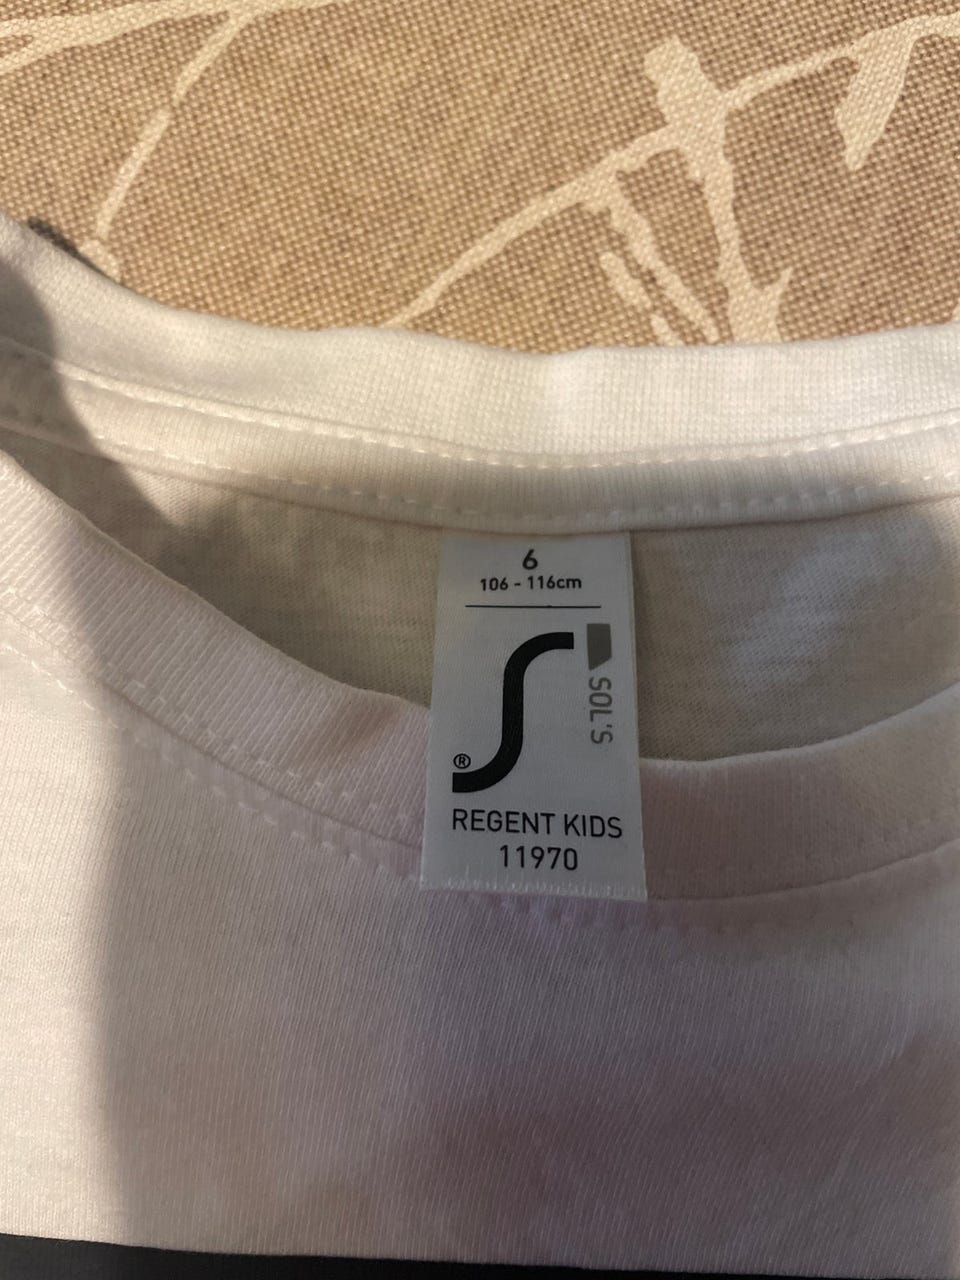 6
106 - 116cm
SOL'S
®
REGENT KIDS
11970